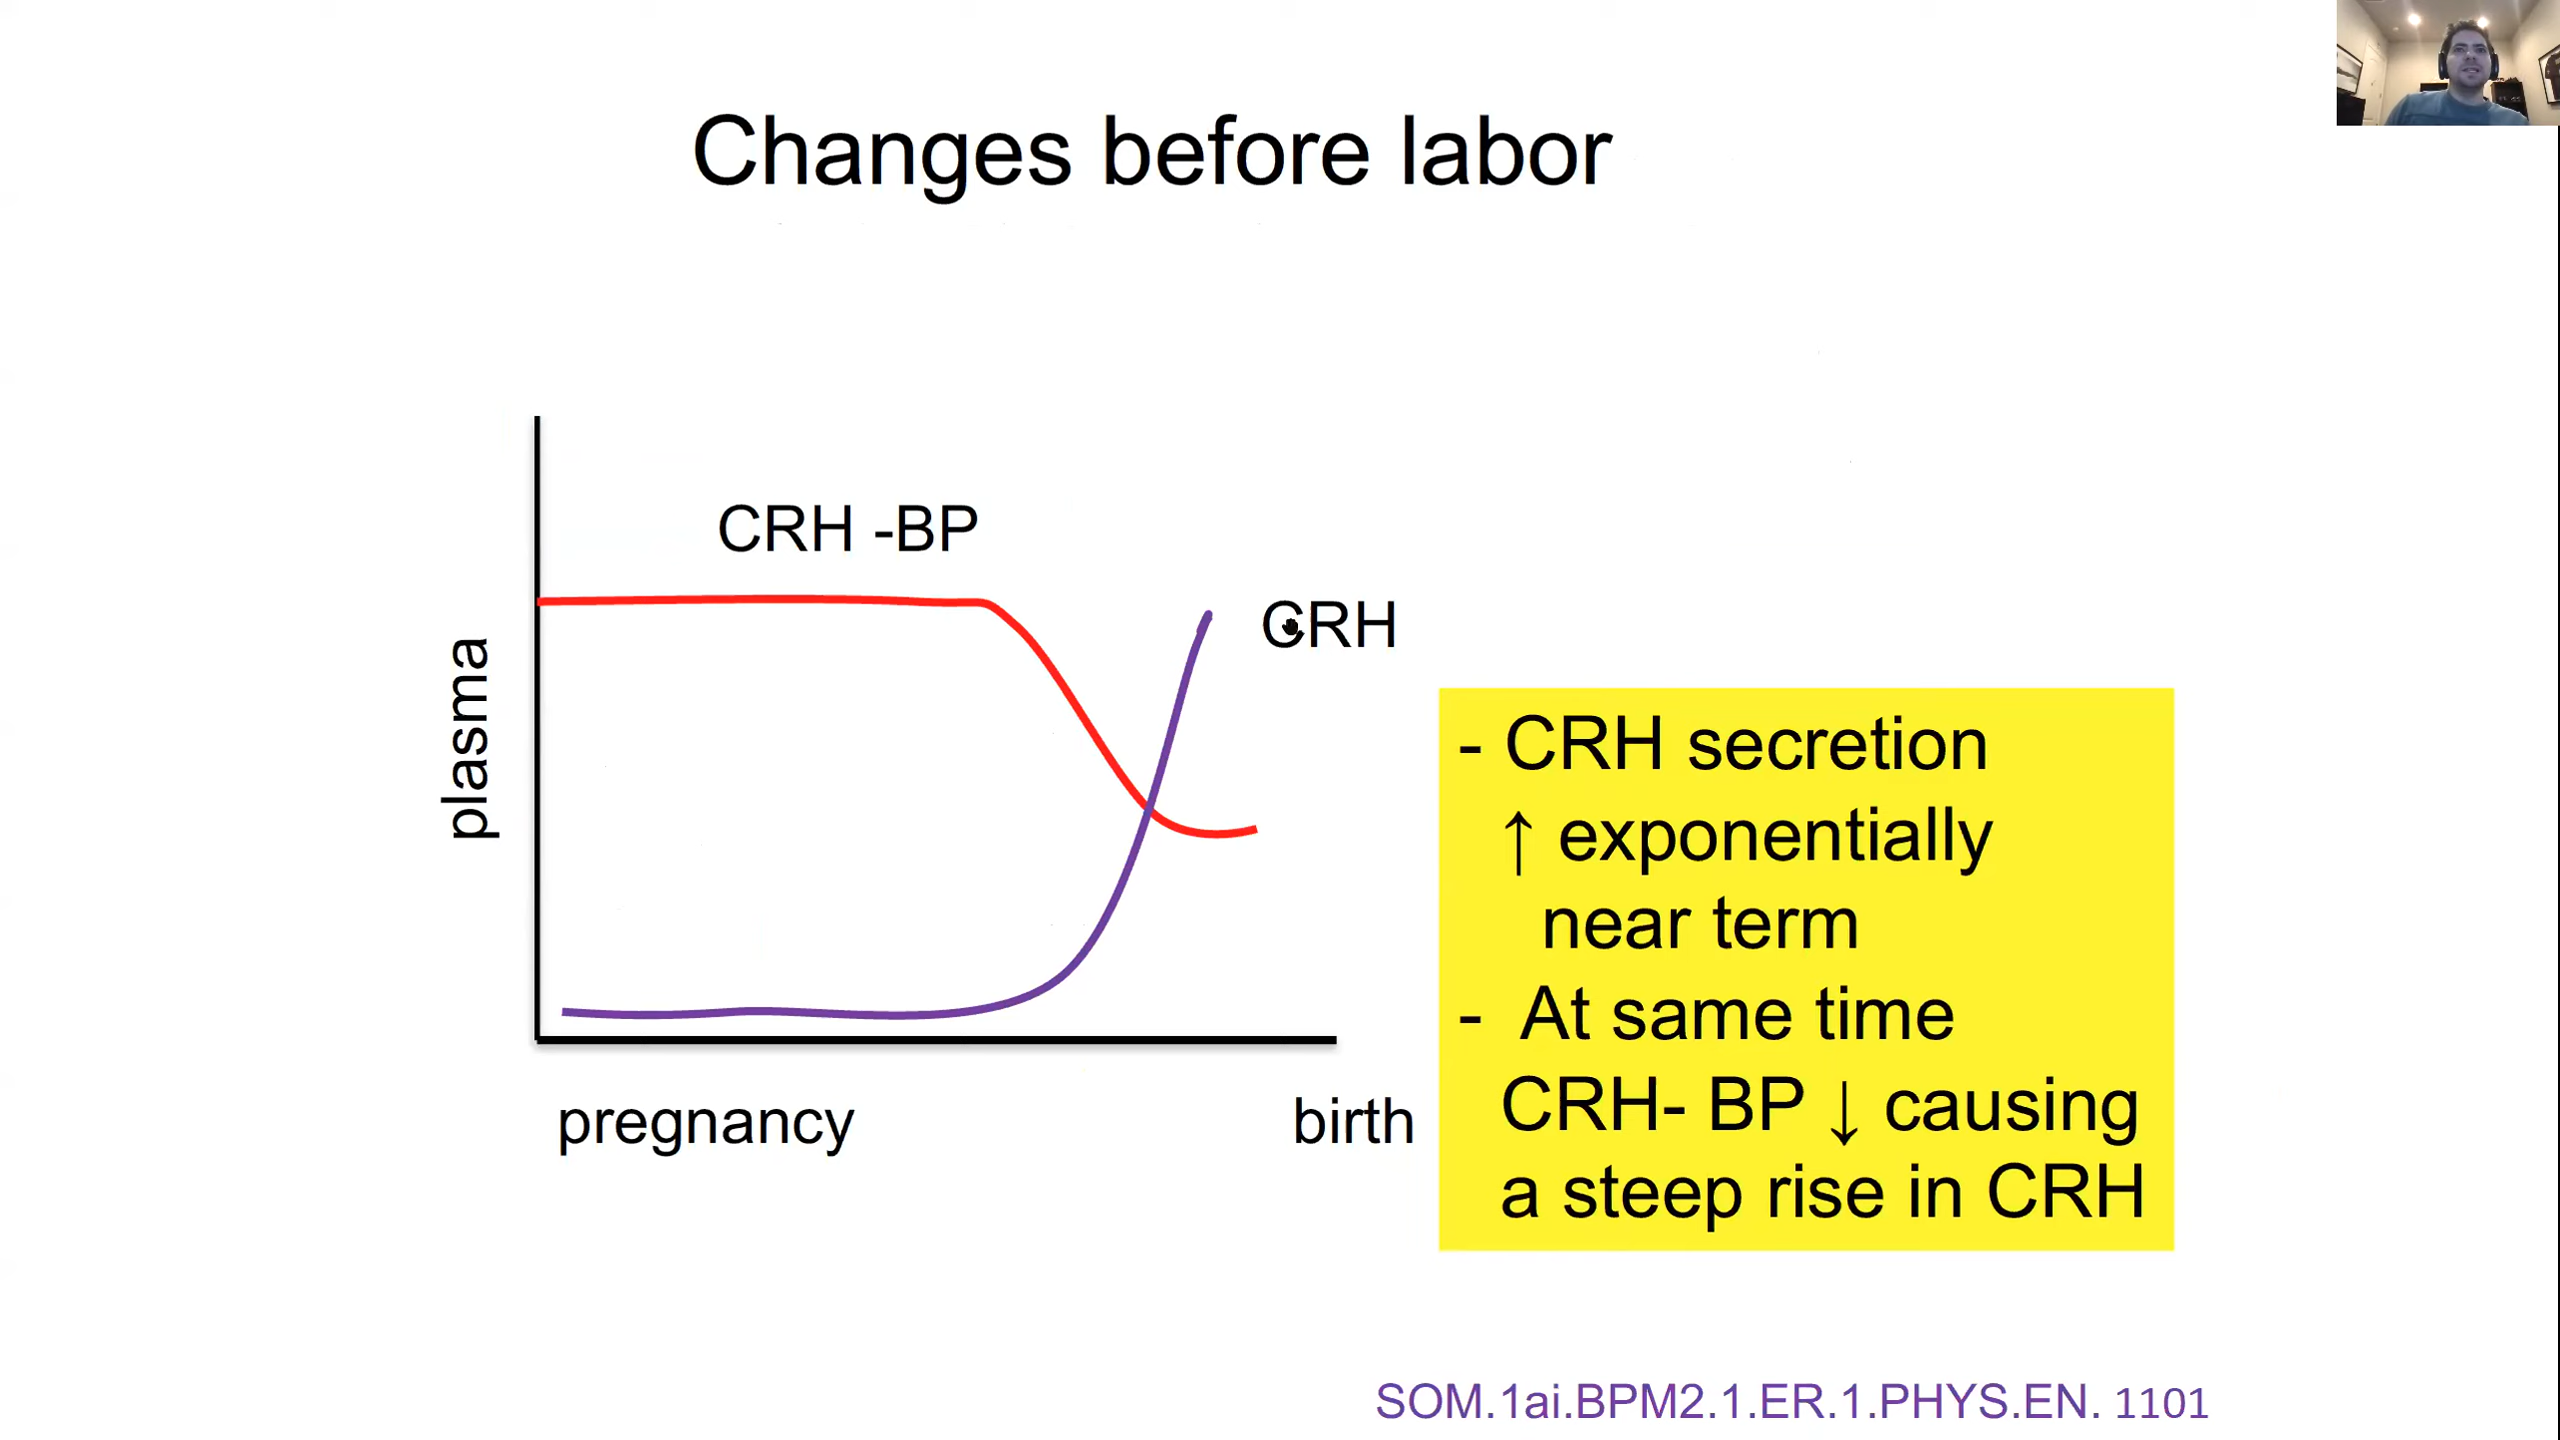 Changes before labor
CRH -BP
CRH
plasma
pregnancy
birth
- CRH secretion
↑ exponentially
near term
- At same time
CRH- BP ↓ causing
a steep rise in CRH
SOM.1ai.BPM2.1.ER.1.PHYS.EN. 1101